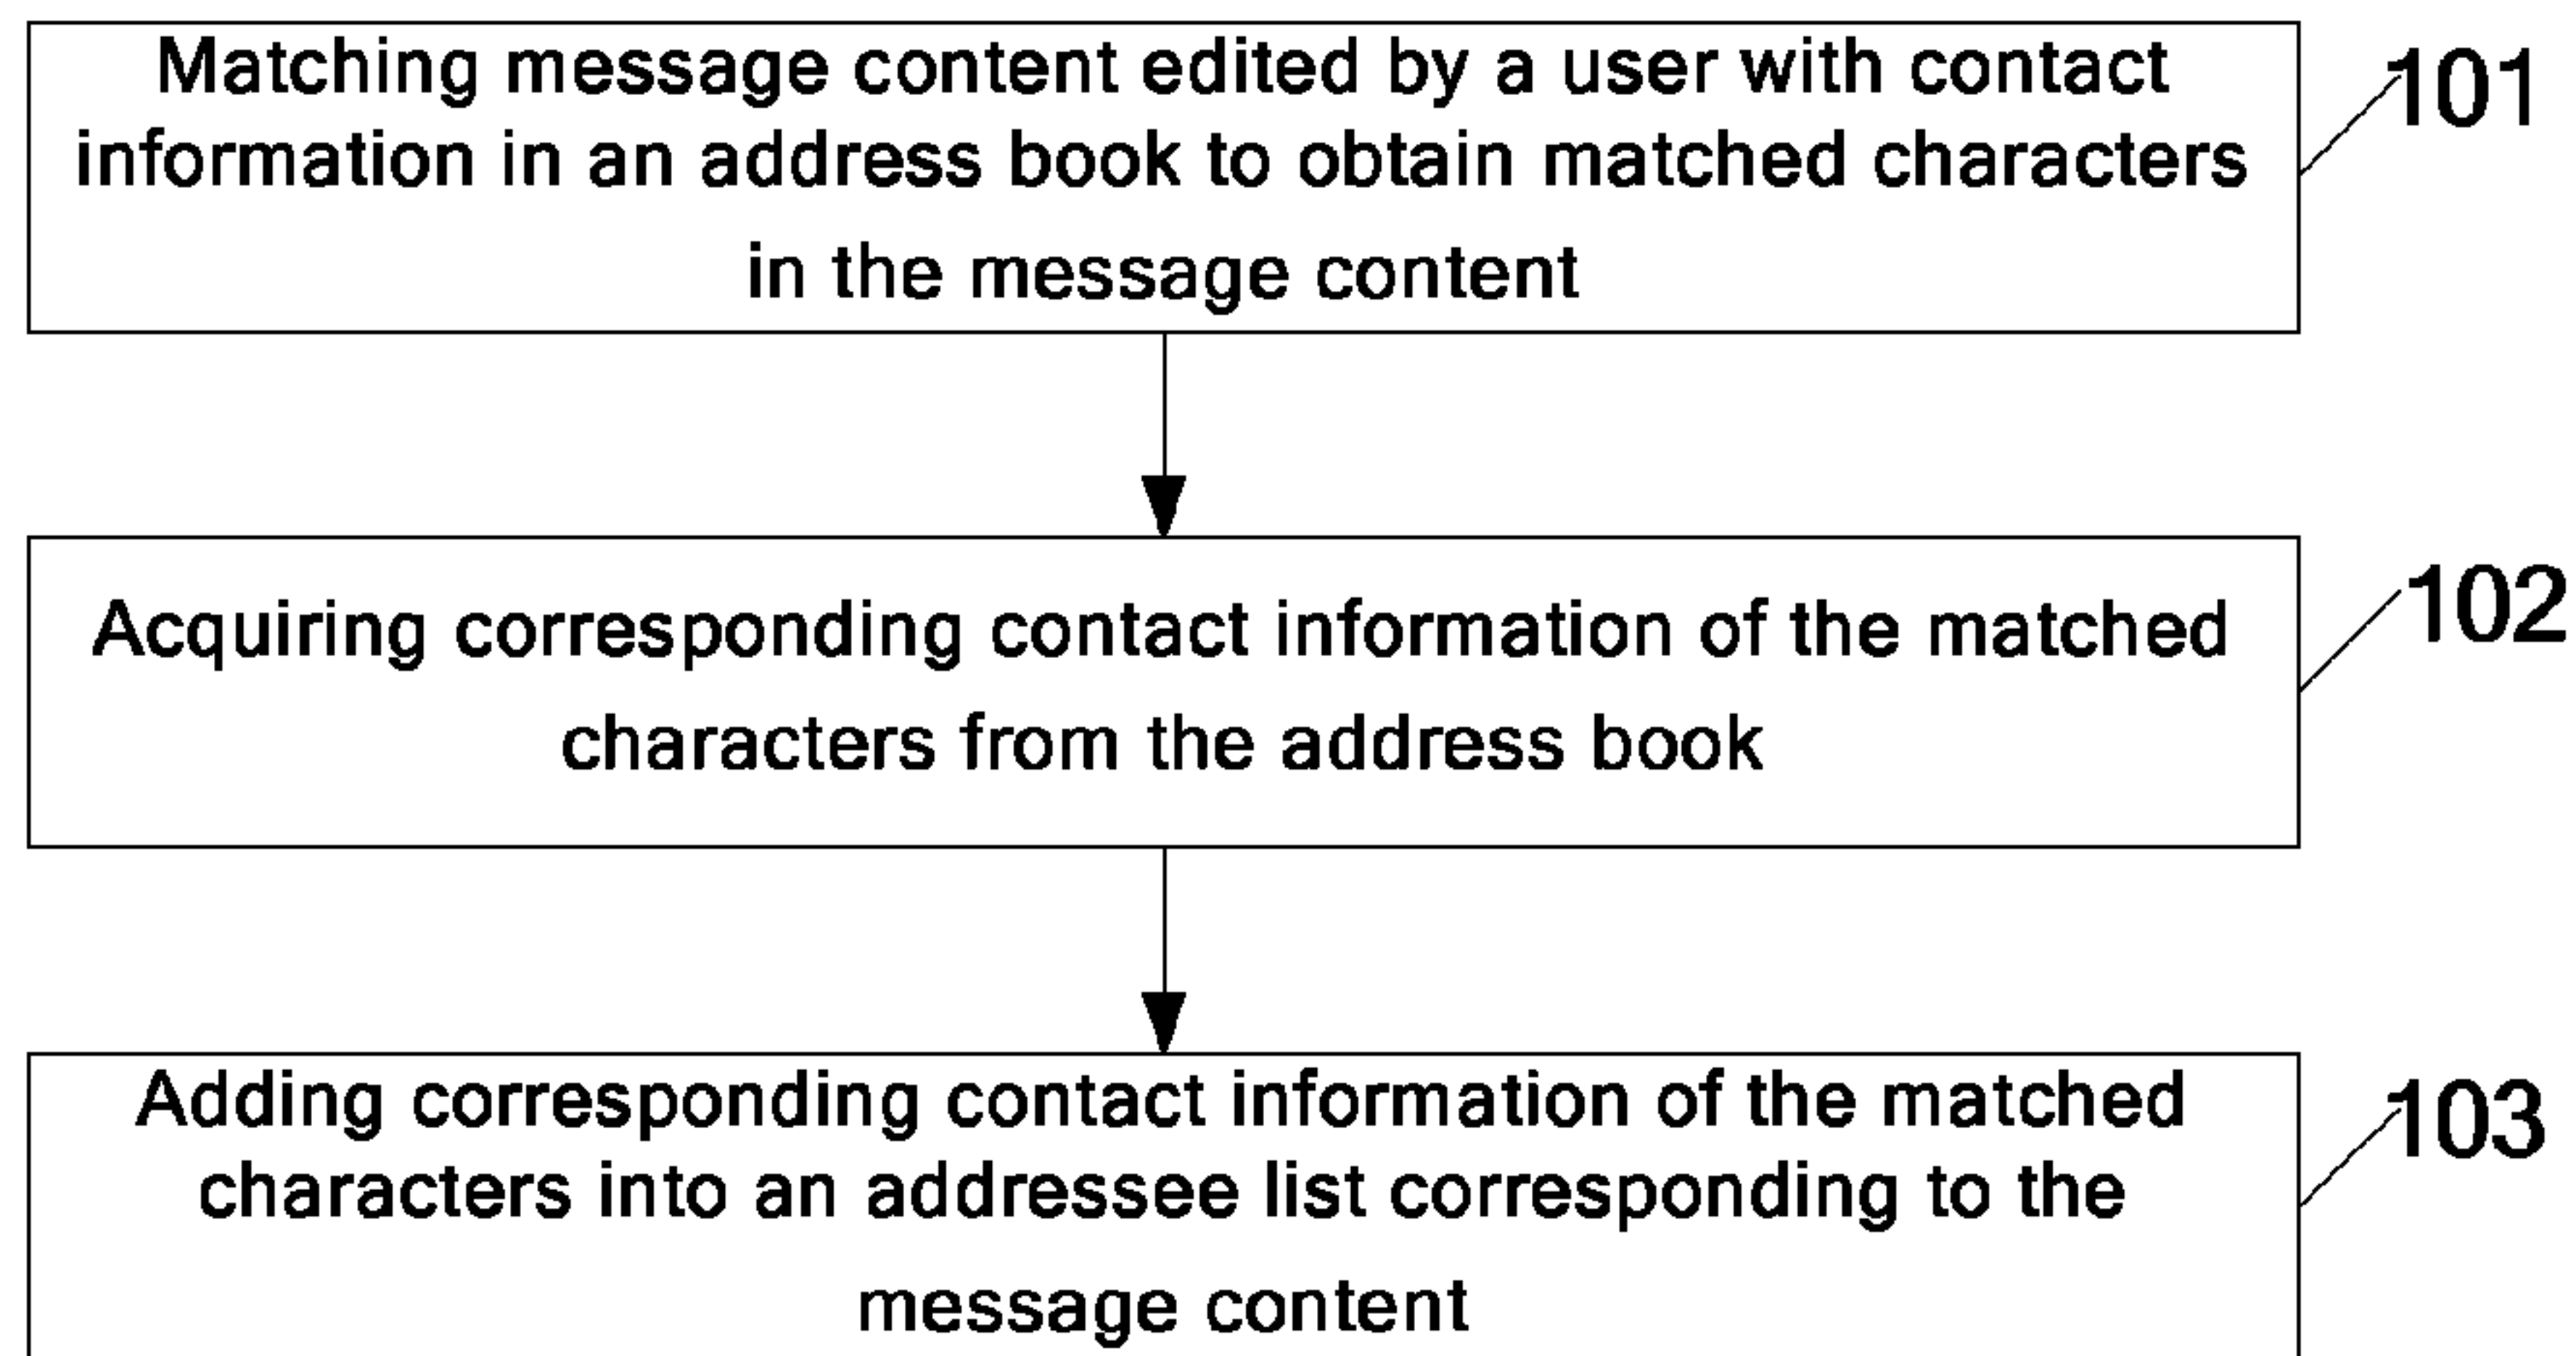 Matching message content edited by a user with contact
information in an address book to obtain matched characters
in the message content
101
Acquiring corresponding contact information of the matched
characters from the address book
102
Adding corresponding contact information of the matched
characters into an addressee list corresponding to the
message content
103